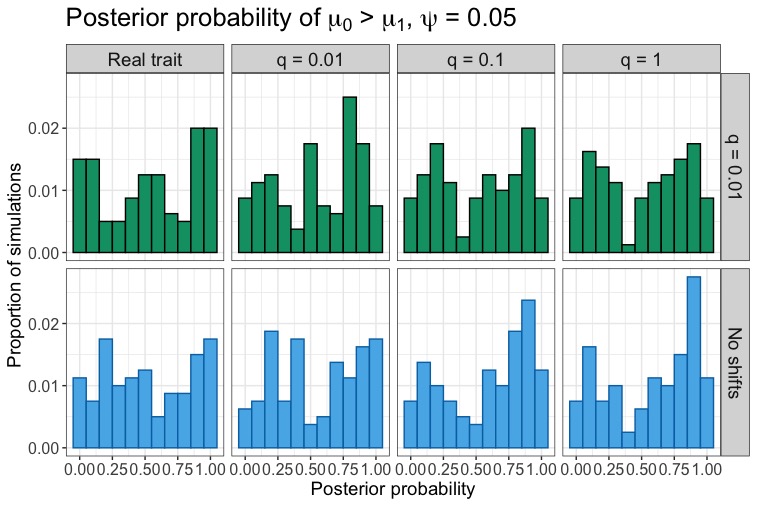 Posterior probability of μ0 > μ1, ψ = 0.05
Real trait
q = 0.01
q = 0.1
q = 1
Proportion of simulations
0.02
0.01
0.00
q = 0.01
0.02
0.01
0.00
No shifts
0.00 0.25 0.50 0.75 1.00 0.00 0.25 0.50 0.75 1.00 0.00 0.25 0.50 0.75 1.00 0.00 0.25 0.50 0.75 1.00
Posterior probability